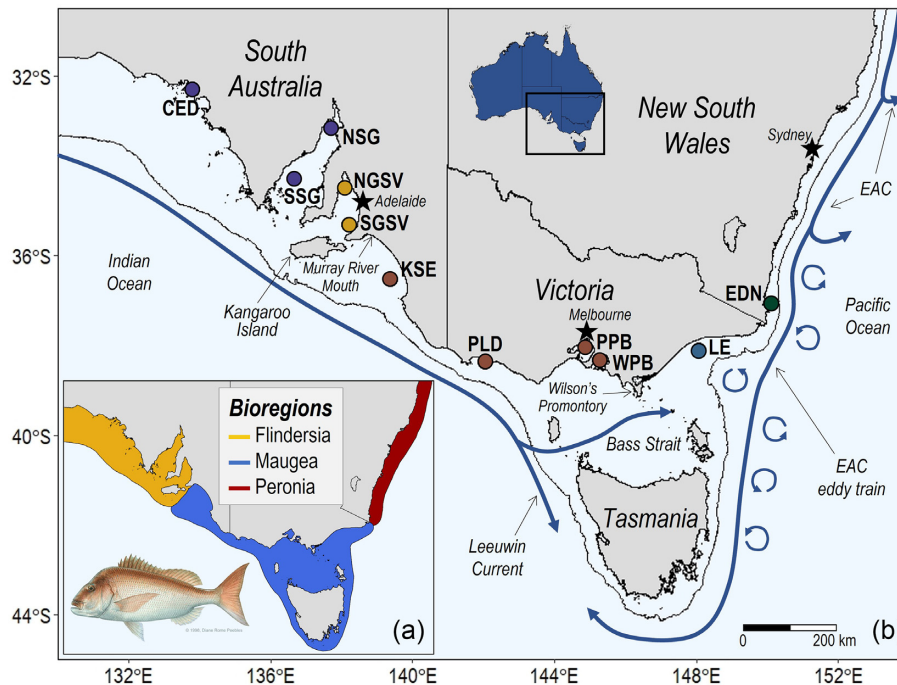 South
Australia
New South
Wales
CED
NSG
SSG
NGSV
Adelaide
SGSV
Murray River
Mouth
KSE
Kangaroo
Island
Indian
Ocean
Sydney
EAC
EDN
Pacific
Ocean
Victoria
Melbourne
PLD
PPB
WPB
LE
Wilson's
Promontory
Bass Strait
EAC
eddy train
Tasmania
Leeuwin
Current
Bioregions
Flindersia
Maugea
Peronia
(a)
(b)
200 km
32°S
36°S
40°S
44°S
132°E
136°E
140°E
144°E
148°E
152°E